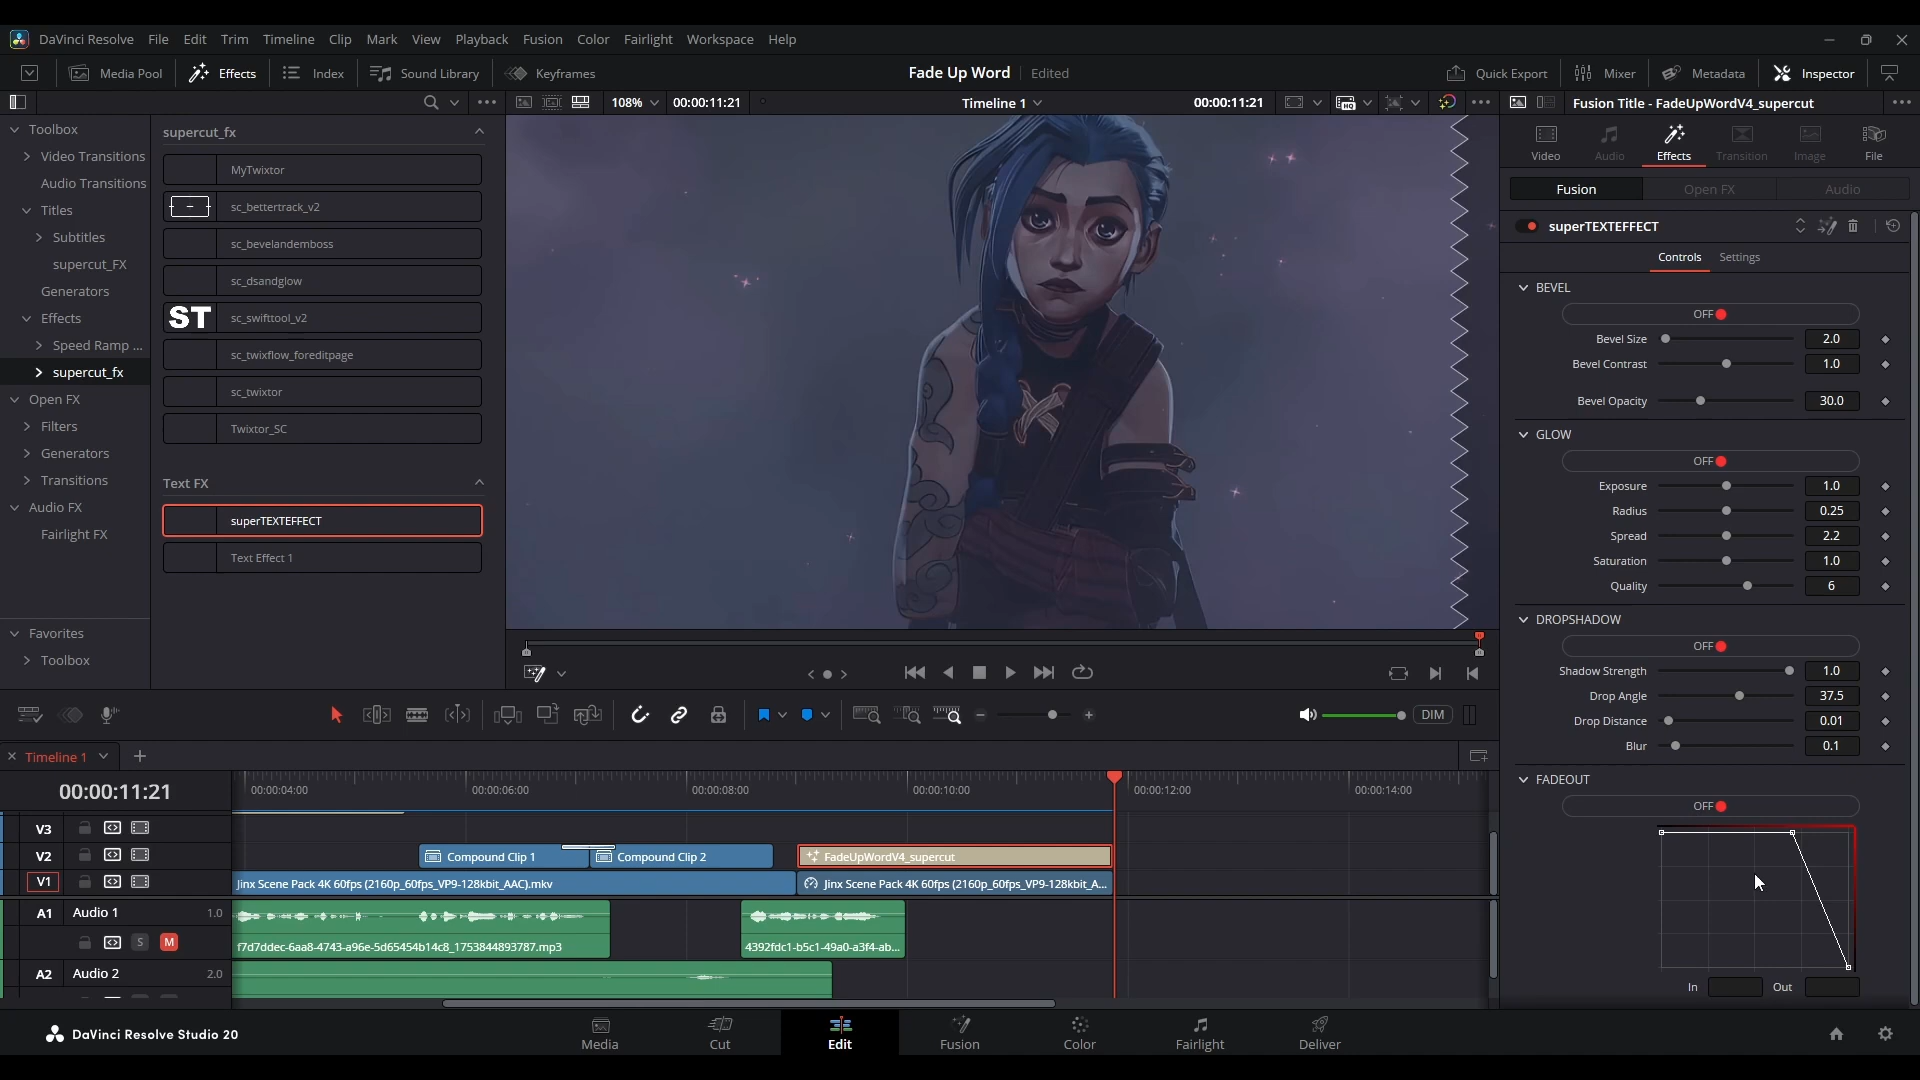 DaVinci Resolve File Edit Trim Timeline Clip Mark View Playback Fusion Color Fairlight Workspace Help
Media Pool Effects Index Sound Library Keyframes Fade Up Word Edited Quick Export Mixer Metadata Inspector
108% 00:00:11:21 Timeline 1 00:00:11:21 Fusion Title - FadeUpWordV4_supercut
Toolbox
Video Transitions
Audio Transitions
Titles
Subtitles
supercut_FX
Generators
Effects
Speed Ramp ...
supercut_fx
Open FX
Filters
Generators
Transitions
Audio FX
Fairlight FX
Favorites
Toolbox
supercut_fx
MyTwixtor
sc_bettertrack_v2
sc_bevelandemboss
sc_dsandglow
ST sc_swifttool_v2
sc_twixflow_foreditpage
sc_twixtor
Twixtor_SC
Text FX
superTEXTEFFECT
Text Effect 1
Video Audio Effects Transition Image File
Fusion Open FX Audio
superTEXTEFFECT
Controls Settings
BEVEL
OFF
Bevel Size 2.0
Bevel Contrast 1.0
Bevel Opacity 30.0
GLOW
OFF
Exposure 1.0
Radius 0.25
Spread 2.2
Saturation 1.0
Quality 6
DROPSHADOW
OFF
Shadow Strength 1.0
Drop Angle 37.5
Drop Distance 0.01
Blur 0.1
FADEOUT
OFF
In Out
DIM
Timeline 1
00:00:11:21 00:00:04:00 00:00:06:00 00:00:08:00 00:00:10:00 00:00:12:00 00:00:14:00
V3
V2 Compound Clip 1 Compound Clip 2 FadeUpWordV4_supercut
V1 Jinx Scene Pack 4K 60fps (2160p_60fps_VP9-128kbit_AAC).mkv Jinx Scene Pack 4K 60fps (2160p_60fps_VP9-128kbit_A...
A1 Audio 1 1.0
S M f7d7ddec-6aa8-4743-a96e-5d65454b14c8_1753844893787.mp3 4392fdc1-b5c1-49a0-a3f4-ab...
A2 Audio 2 2.0
DaVinci Resolve Studio 20 Media Cut Edit Fusion Color Fairlight Deliver